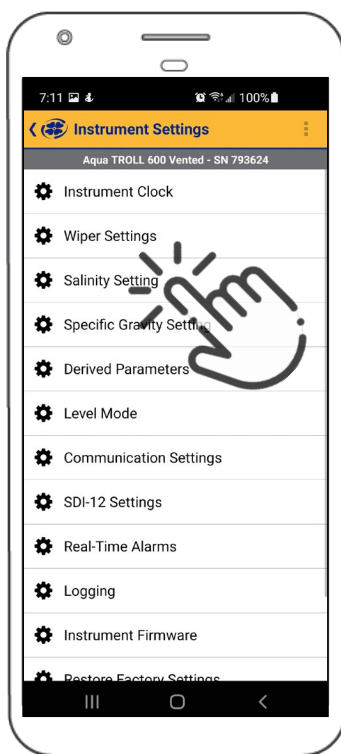 7:11 100%
Instrument Settings
Aqua TROLL 600 Vented - SN 793624
Instrument Clock
Wiper Settings
Salinity Setting
Specific Gravity Setting
Derived Parameters
Level Mode
Communication Settings
SDI-12 Settings
Real-Time Alarms
Logging
Instrument Firmware
Restore Factory Settings